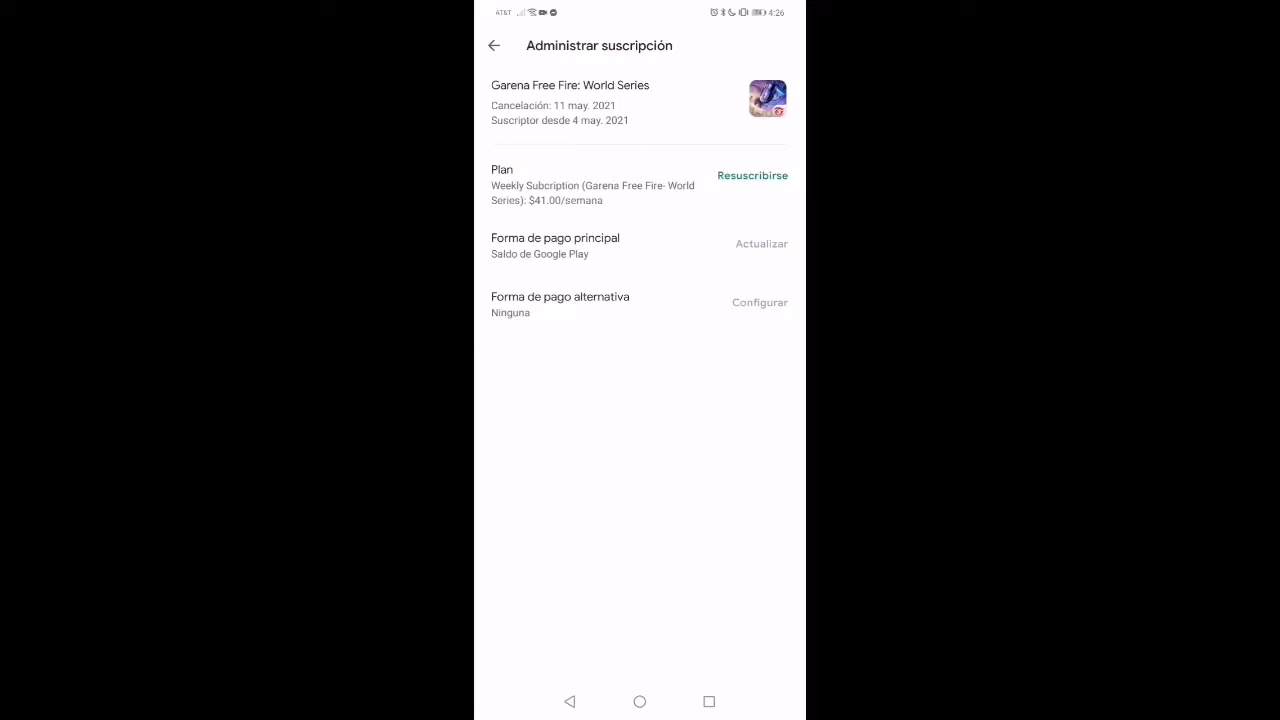 AT&T 4:26
Administrar suscripción
Garena Free Fire: World Series
Cancelación: 11 may. 2021
Suscriptor desde 4 may. 2021
Plan
Resuscribirse
Weekly Subcription (Garena Free Fire- World
Series): $41.00/semana
Forma de pago principal
Actualizar
Saldo de Google Play
Forma de pago alternativa
Configurar
Ninguna